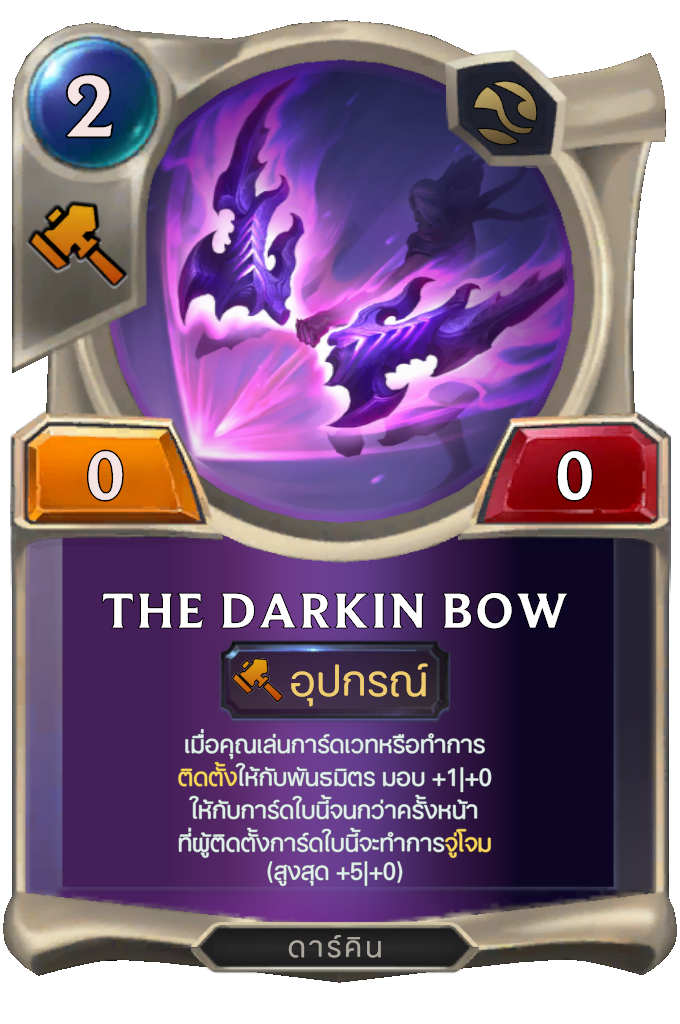 2
0
0
THE DARKIN BOW
อุปกรณ์
เมื่อคุณเล่นการ์ดเวทหรือทำการ
ติดตั้งให้กับพันธมิตร มอบ +1|+0
ให้กับการ์ดใบนี้จนกว่าครั้งหน้า
ที่ผู้ติดตั้งการ์ดใบนี้จะทำการจู่โจม
(สูงสุด +5|+0)
ดาร์คิน